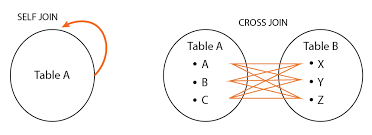 SELF JOIN
Table A
CROSS JOIN
Table A
• A
• B
• C
Table B
• X
• Y
• Z